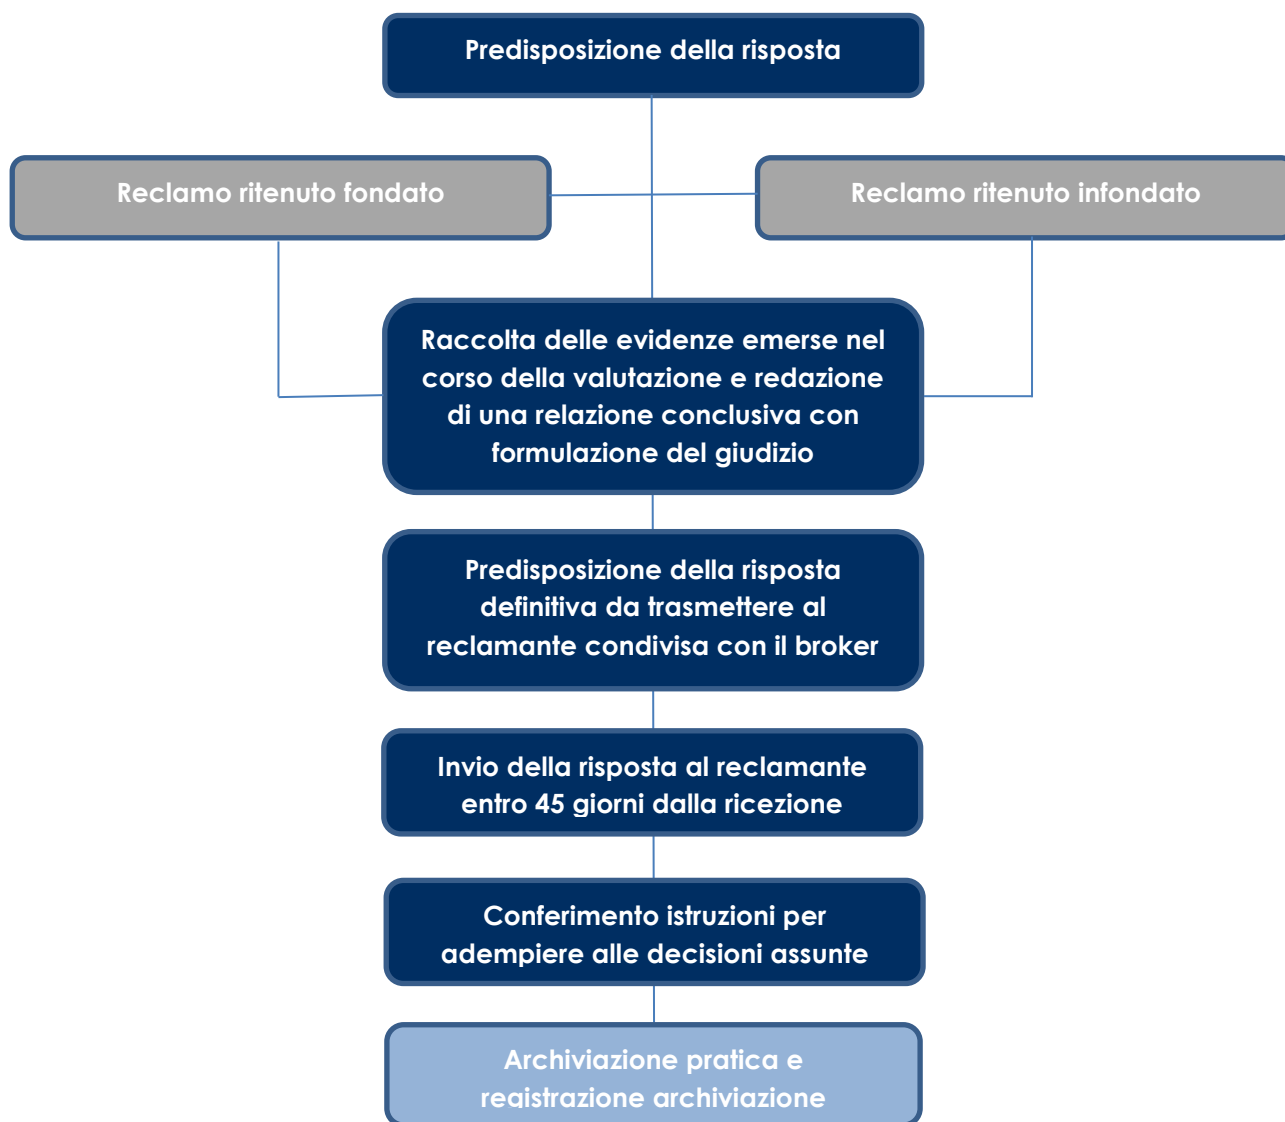 Predisposizione della risposta
Reclamo ritenuto fondato
Reclamo ritenuto infondato
Raccolta delle evidenze emerse nel
corso della valutazione e redazione
di una relazione conclusiva con
formulazione del giudizio
Predisposizione della risposta
definitiva da trasmettere al
reclamante condivisa con il broker
Invio della risposta al reclamante
entro 45 giorni dalla ricezione
Conferimento istruzioni per
adempiere alle decisioni assunte
Archiviazione pratica e
registrazione archiviazione